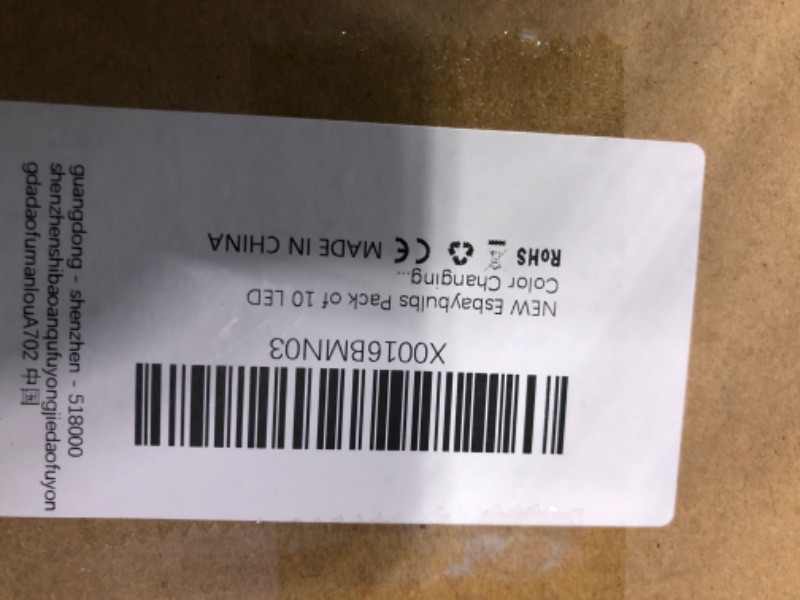 X0016BMN03
NEW Esbaybulbs Pack of 10 LED
Color Changing...
RoHS CE MADE IN CHINA
guangdong - shenzhen - 518000
shenzhenshibaoanqufuyongjiedaofuyon
gdadaofumanlouA702 中国